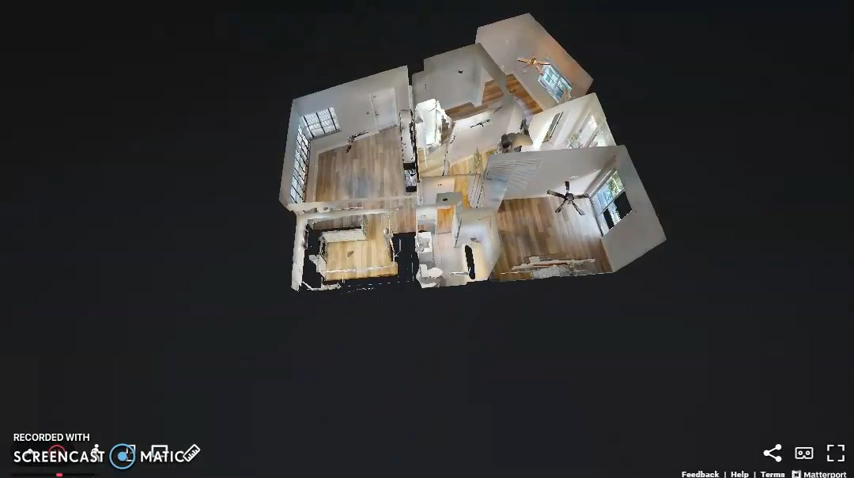 RECORDED WITH
SCREENCAST MATIC
Feedback | Help | Terms | Matterport